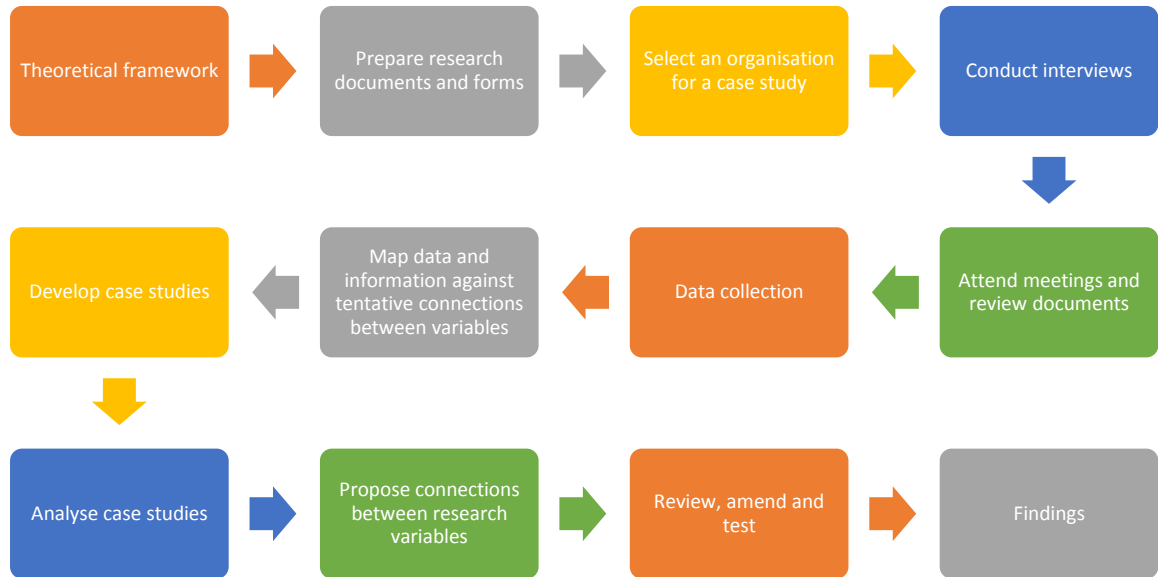 Theoretical framework
Prepare research
documents and forms
Select an organisation
for a case study
Conduct interviews
Attend meetings and
review documents
Data collection
Map data and
information against
tentative connections
between variables
Develop case studies
Analyse case studies
Propose connections
between research
variables
Review, amend and
test
Findings